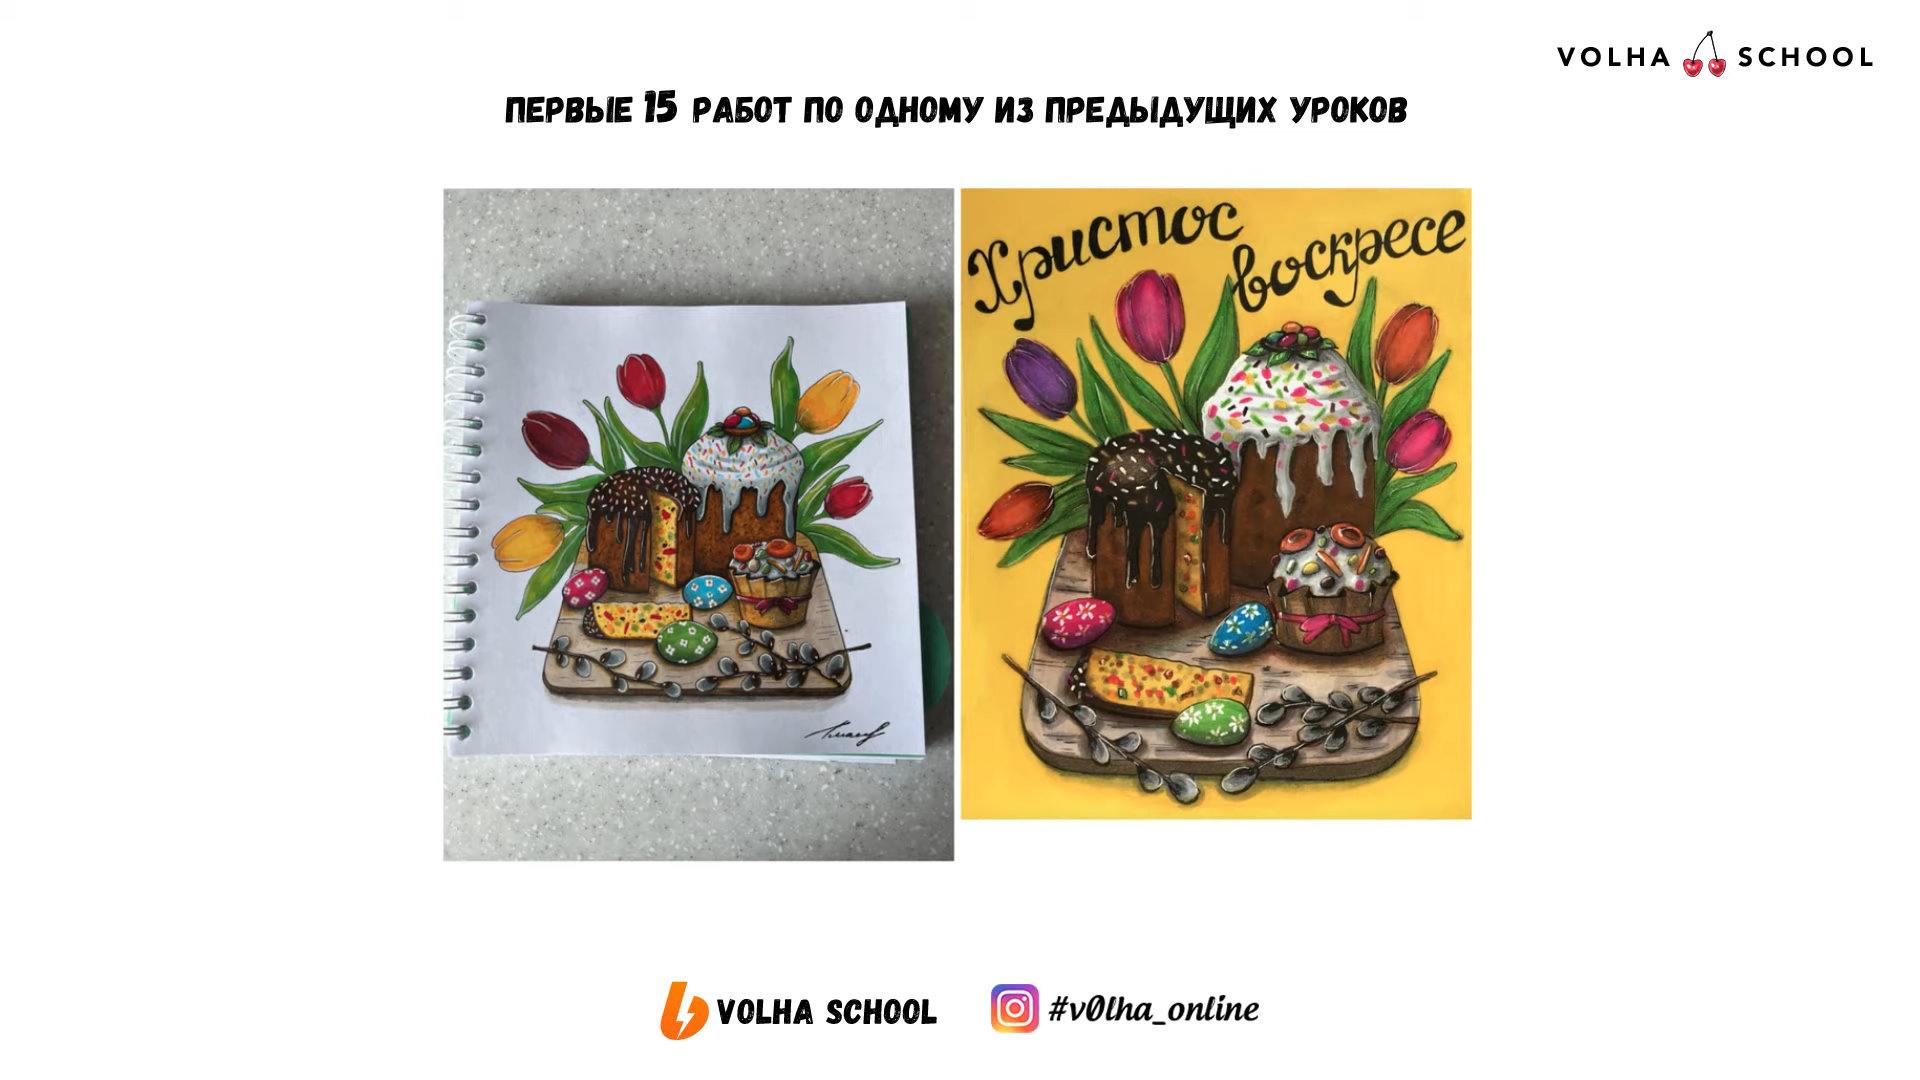 VOLHA SCHOOL
ПЕРВЫЕ 15 РАБОТ ПО ОДНОМУ ИЗ ПРЕДЫДУЩИХ УРОКОВ
Христос
воскресе
VOLHA SCHOOL
#v0lha_online